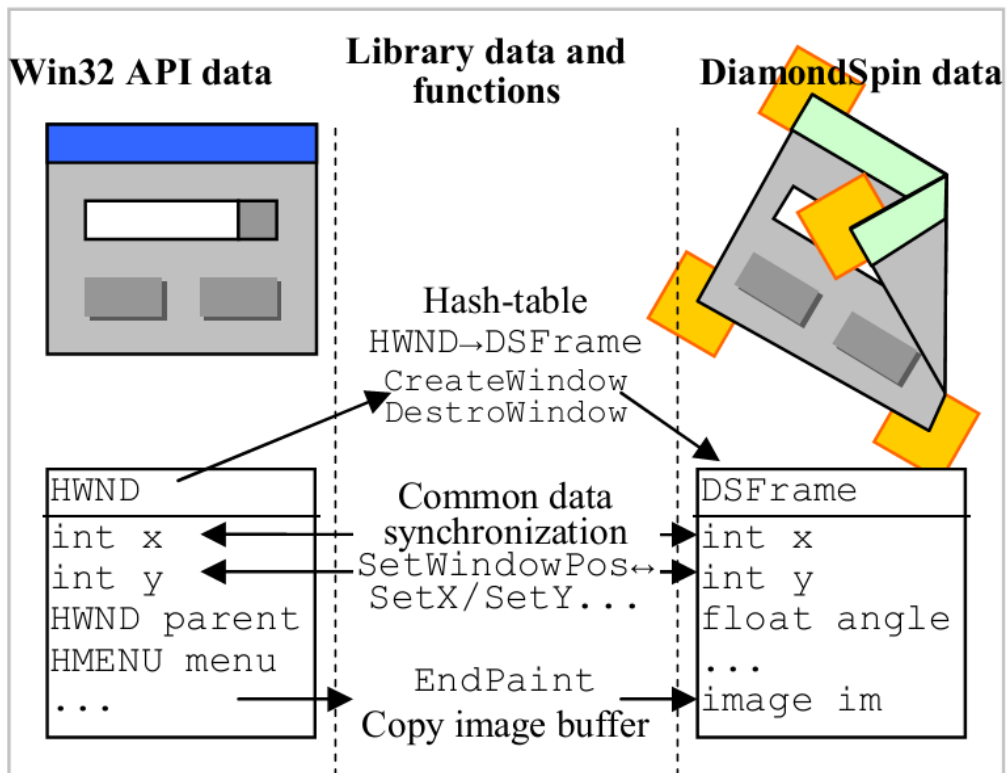 Win32 API data
Library data and
functions
DiamondSpin data
Hash-table
HWND→DSFrame
CreateWindow
DestroWindow
HWND
int x
int y
HWND parent
HMENU menu
...
Common data
synchronization
SetWindowPos↔
SetX/SetY...
EndPaint
Copy image buffer
DSFrame
int x
int y
float angle
...
image im